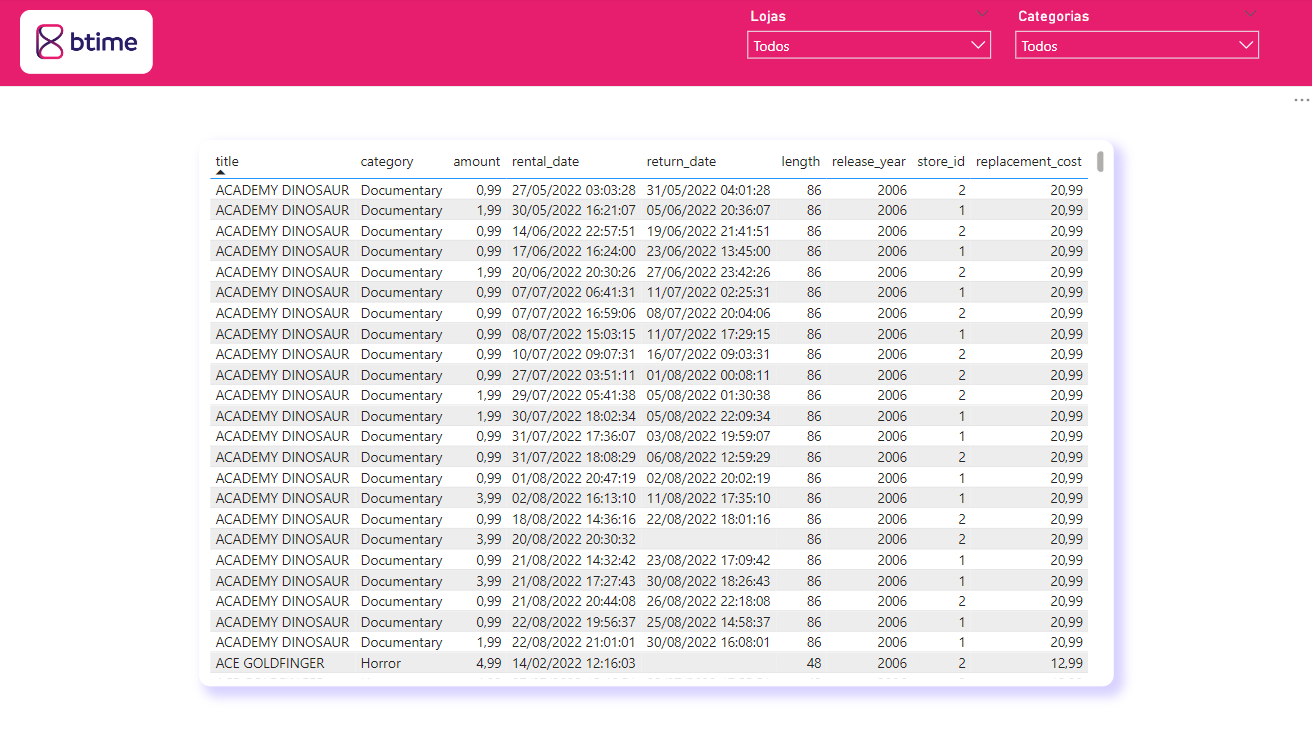 btime
Lojas
Categorias
Todos
Todos
title category amount rental_date return_date length release_year store_id replacement_cost
ACADEMY DINOSAUR Documentary 0,99 27/05/2022 03:03:28 31/05/2022 04:01:28 86 2006 2 20,99
ACADEMY DINOSAUR Documentary 1,99 30/05/2022 16:21:07 05/06/2022 20:36:07 86 2006 1 20,99
ACADEMY DINOSAUR Documentary 0,99 14/06/2022 22:57:51 19/06/2022 21:41:51 86 2006 2 20,99
ACADEMY DINOSAUR Documentary 0,99 17/06/2022 16:24:00 23/06/2022 13:45:00 86 2006 1 20,99
ACADEMY DINOSAUR Documentary 1,99 20/06/2022 20:30:26 27/06/2022 23:42:26 86 2006 2 20,99
ACADEMY DINOSAUR Documentary 0,99 07/07/2022 06:41:31 11/07/2022 02:25:31 86 2006 1 20,99
ACADEMY DINOSAUR Documentary 0,99 07/07/2022 16:59:06 08/07/2022 20:04:06 86 2006 2 20,99
ACADEMY DINOSAUR Documentary 0,99 08/07/2022 15:03:15 11/07/2022 17:29:15 86 2006 1 20,99
ACADEMY DINOSAUR Documentary 0,99 10/07/2022 09:07:31 16/07/2022 09:03:31 86 2006 2 20,99
ACADEMY DINOSAUR Documentary 0,99 27/07/2022 03:51:11 01/08/2022 00:08:11 86 2006 2 20,99
ACADEMY DINOSAUR Documentary 1,99 29/07/2022 05:41:38 05/08/2022 01:30:38 86 2006 2 20,99
ACADEMY DINOSAUR Documentary 1,99 30/07/2022 18:02:34 05/08/2022 22:09:34 86 2006 1 20,99
ACADEMY DINOSAUR Documentary 0,99 31/07/2022 17:36:07 03/08/2022 19:59:07 86 2006 1 20,99
ACADEMY DINOSAUR Documentary 0,99 31/07/2022 18:08:29 06/08/2022 12:59:29 86 2006 2 20,99
ACADEMY DINOSAUR Documentary 0,99 01/08/2022 20:47:19 02/08/2022 20:02:19 86 2006 1 20,99
ACADEMY DINOSAUR Documentary 3,99 02/08/2022 16:13:10 11/08/2022 17:35:10 86 2006 1 20,99
ACADEMY DINOSAUR Documentary 0,99 18/08/2022 14:36:16 22/08/2022 18:01:16 86 2006 2 20,99
ACADEMY DINOSAUR Documentary 3,99 20/08/2022 20:30:32 86 2006 2 20,99
ACADEMY DINOSAUR Documentary 0,99 21/08/2022 14:32:42 23/08/2022 17:09:42 86 2006 1 20,99
ACADEMY DINOSAUR Documentary 3,99 21/08/2022 17:27:43 30/08/2022 18:26:43 86 2006 1 20,99
ACADEMY DINOSAUR Documentary 0,99 21/08/2022 20:44:08 26/08/2022 22:18:08 86 2006 2 20,99
ACADEMY DINOSAUR Documentary 0,99 22/08/2022 19:56:37 25/08/2022 14:58:37 86 2006 1 20,99
ACADEMY DINOSAUR Documentary 1,99 22/08/2022 21:01:01 30/08/2022 16:08:01 86 2006 1 20,99
ACE GOLDFINGER Horror 4,99 14/02/2022 12:16:03 48 2006 2 12,99